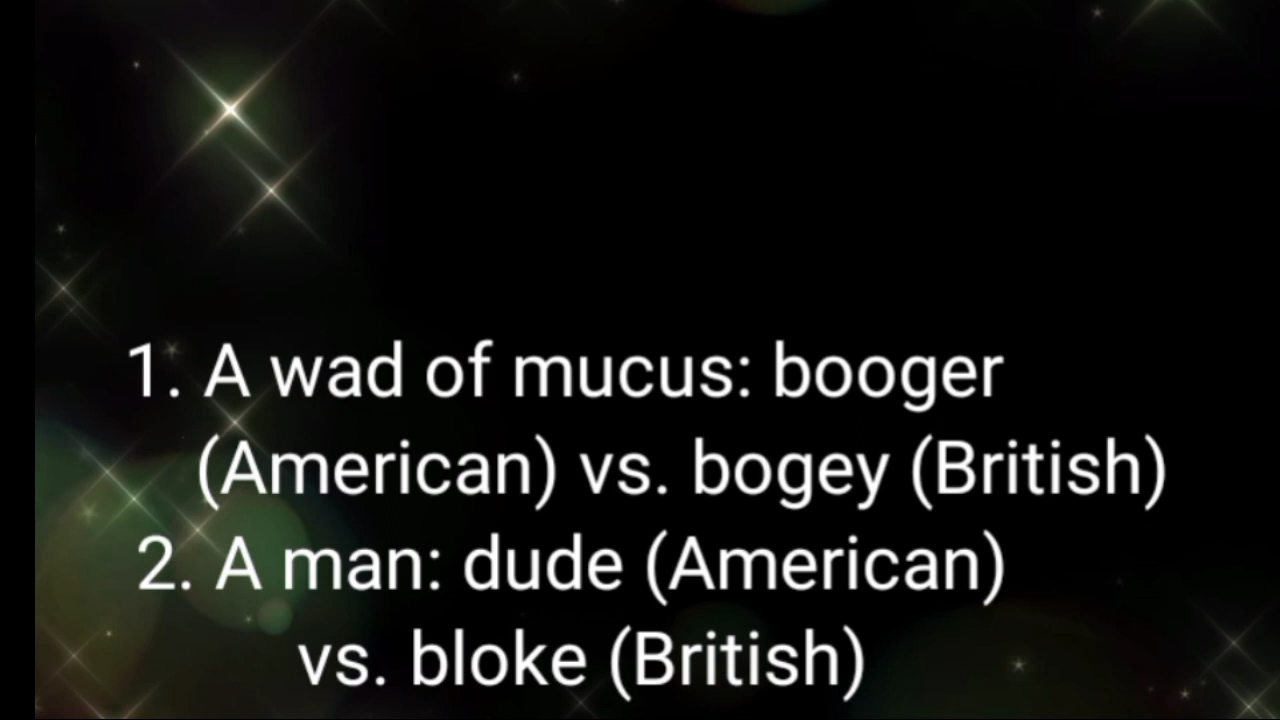 1. A wad of mucus: booger
(American) vs. bogey (British)
2. A man: dude (American)
vs. bloke (British)